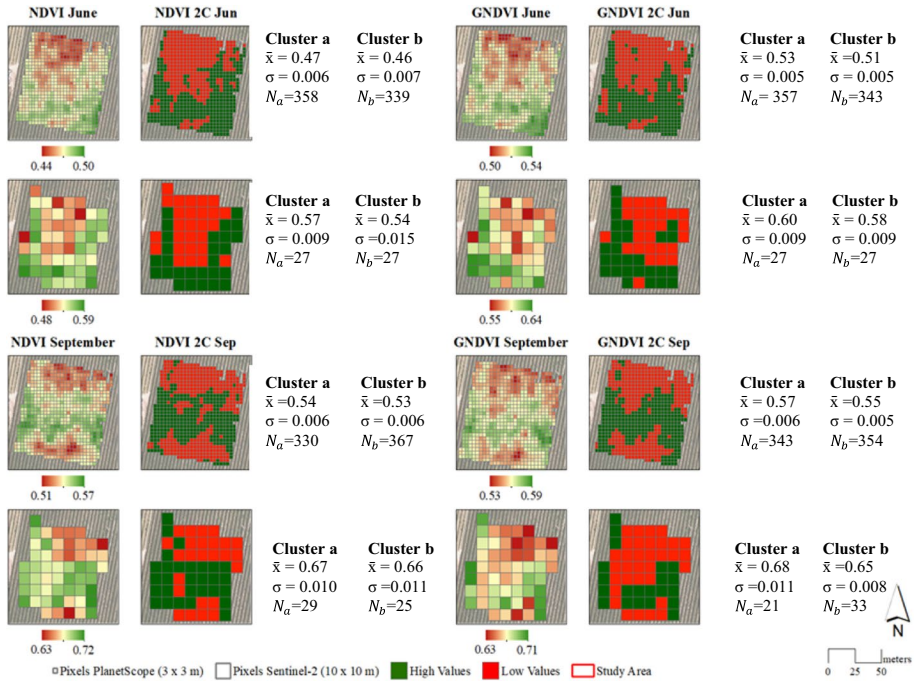 NDVI June NDVI 2C Jun GNDVI June GNDVI 2C Jun
Cluster a Cluster b Cluster a Cluster b
x̄ = 0.47 x̄ = 0.46 x̄ = 0.53 x̄ =0.51
σ = 0.006 σ = 0.007 σ = 0.005 σ = 0.005
Na=358 Nb=339 Na= 357 Nb=343
0.44 0.50 0.50 0.54
Cluster a Cluster b Cluster a Cluster b
x̄ = 0.57 x̄ = 0.54 x̄ = 0.60 x̄ = 0.58
σ = 0.009 σ =0.015 σ = 0.009 σ = 0.009
Na=27 Nb=27 Na=27 Nb=27
0.48 0.59 0.55 0.64
NDVI September NDVI 2C Sep GNDVI September GNDVI 2C Sep
Cluster a Cluster b Cluster a Cluster b
x̄ = 0.54 x̄ =0.53 x̄ = 0.57 x̄ = 0.55
σ = 0.006 σ = 0.006 σ =0.006 σ = 0.005
Na=330 Nb=367 Na=343 Nb=354
0.51 0.57 0.53 0.59
Cluster a Cluster b Cluster a Cluster b
x̄ = 0.67 x̄ = 0.66 x̄ = 0.68 x̄ =0.65
σ = 0.010 σ =0.011 σ =0.011 σ = 0.008
Na=29 Nb=25 Na=21 Nb=33
N
0.63 0.72 0.63 0.71
Pixels PlanetScope (3 x 3 m) Pixels Sentinel-2 (10 x 10 m) High Values Low Values Study Area
meters
0 25 50